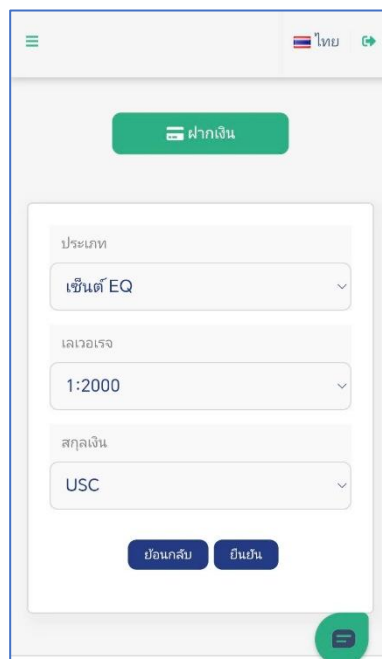 ไทย
ฝากเงิน
ประเภท
เซ็นต์ EQ
เลเวอเรจ
1:2000
สกุลเงิน
USC
ย้อนกลับ ยืนยัน